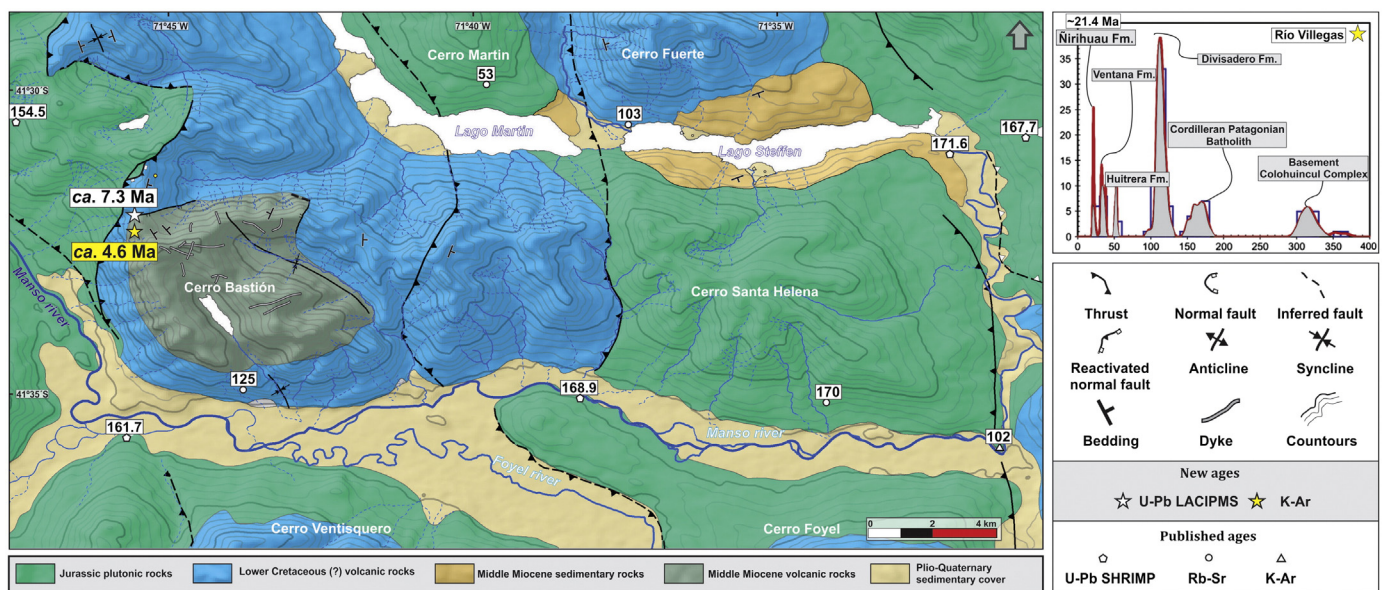 71°45´W
71°40´W
71°35´W
41°30´S
41°35´S
Cerro Martin
53
Cerro Fuerte
154.5
103
167.7
Lago Martin
Lago Steffen
171.6
ca. 7.3 Ma
ca. 4.6 Ma
Manso river
Cerro Bastión
Cerro Santa Helena
125
168.9
170
161.7
Manso river
102
Foyel river
Cerro Ventisquero
Cerro Foyel
0 2 4 km
Jurassic plutonic rocks
Lower Cretaceous (?) volcanic rocks
Middle Miocene sedimentary rocks
Middle Miocene volcanic rocks
Plio-Quaternary
sedimentary cover
~21.4 Ma
Ñirihuau Fm.
Río Villegas
Ventana Fm.
Divisadero Fm.
Huitrera Fm.
Cordilleran Patagonian
Batholith
Basement
Colohuincul Complex
35
30
25
20
15
10
5
0
0 50 100 150 200 250 300 350 400
Thrust
Normal fault
Inferred fault
Reactivated
normal fault
Anticline
Syncline
Bedding
Dyke
Countours
New ages
U-Pb LACIPMS
K-Ar
Published ages
U-Pb SHRIMP
Rb-Sr
K-Ar